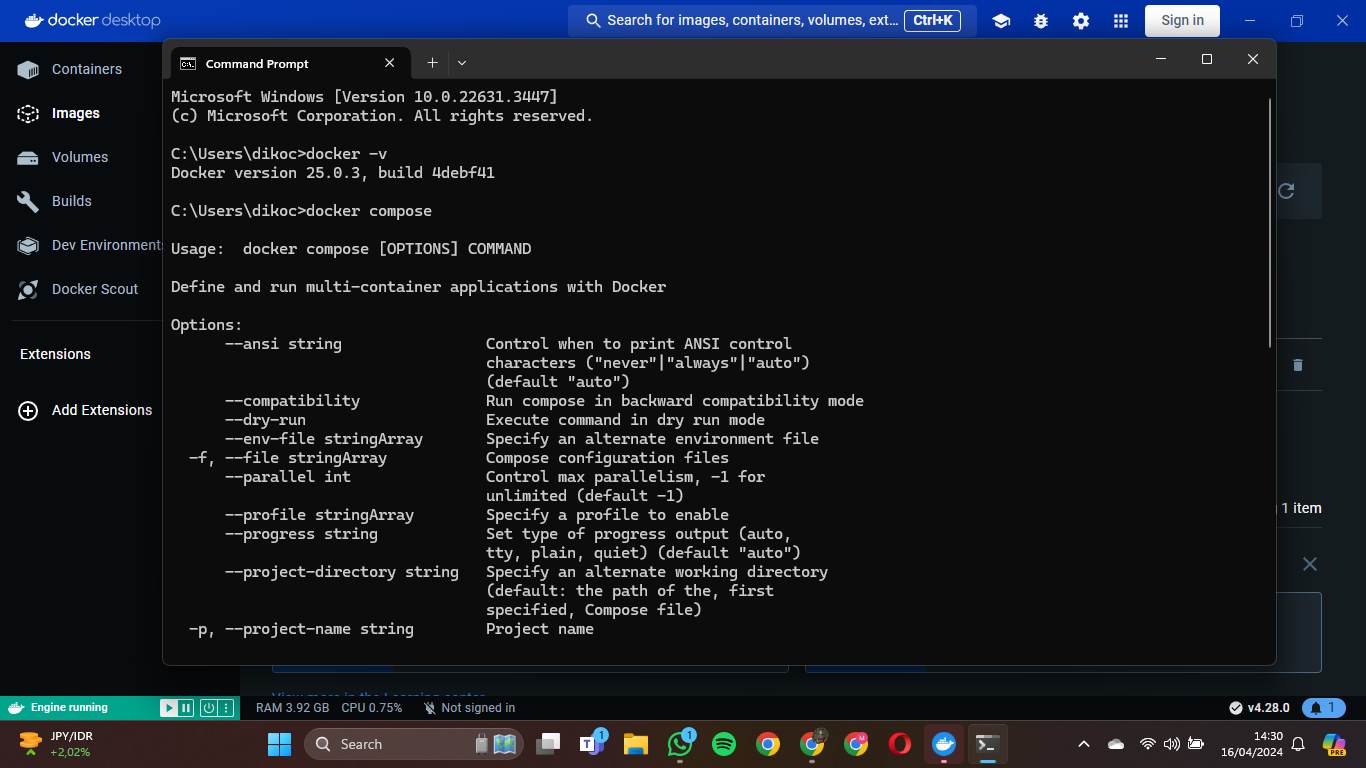 docker desktop
Search for images, containers, volumes, ext... Ctrl+K
Sign in
Containers
Images
Volumes
Builds
Dev Environment
Docker Scout
Extensions
Add Extensions
Command Prompt
Microsoft Windows [Version 10.0.22631.3447]
(c) Microsoft Corporation. All rights reserved.
C:\Users\dikoc>docker -v
Docker version 25.0.3, build 4debf41
C:\Users\dikoc>docker compose
Usage:  docker compose [OPTIONS] COMMAND
Define and run multi-container applications with Docker
Options:
      --ansi string                Control when to print ANSI control
                                   characters ("never"|"always"|"auto")
                                   (default "auto")
      --compatibility              Run compose in backward compatibility mode
      --dry-run                    Execute command in dry run mode
      --env-file stringArray       Specify an alternate environment file
  -f, --file stringArray           Compose configuration files
      --parallel int               Control max parallelism, -1 for
                                   unlimited (default -1)
      --profile stringArray        Specify a profile to enable
      --progress string            Set type of progress output (auto,
                                   tty, plain, quiet) (default "auto")
      --project-directory string   Specify an alternate working directory
                                   (default: the path of the, first
                                   specified, Compose file)
  -p, --project-name string        Project name
1 item
Engine running
RAM 3.92 GB CPU 0.75% Not signed in
v4.28.0
1
JPY/IDR
+2,02%
Search
1
1
M
PRE
14:30
16/04/2024